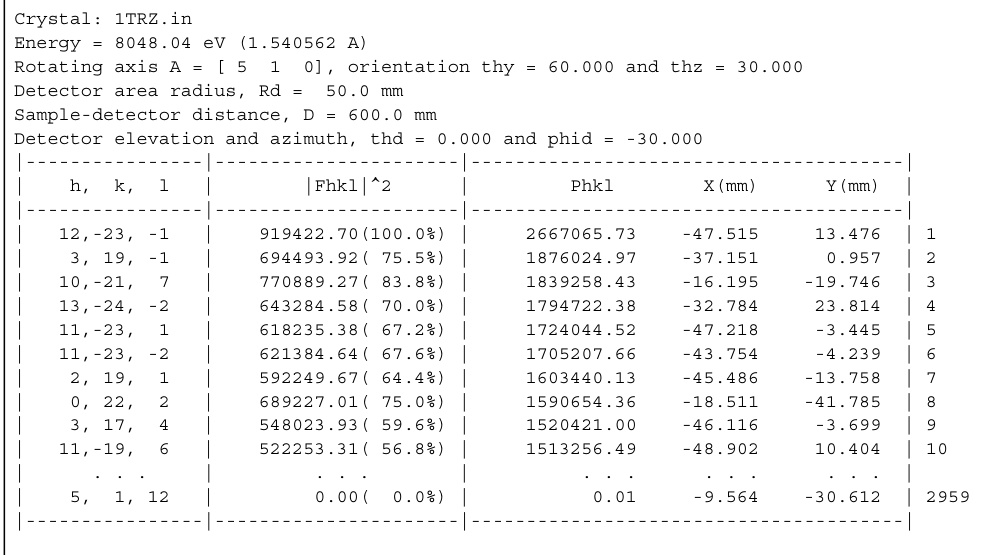 Crystal: 1TRZ.in
Energy = 8048.04 eV (1.540562 A)
Rotating axis A = [ 5  1  0], orientation thy = 60.000 and thz = 30.000
Detector area radius, Rd =  50.0 mm
Sample-detector distance, D = 600.0 mm
Detector elevation and azimuth, thd = 0.000 and phid = -30.000
|----------------|----------------------|---------------------------------------|
|    h,  k,  l   |        |Fhkl|^2      |         Phkl        X(mm)      Y(mm)  |
|----------------|----------------------|---------------------------------------|
|   12,-23, -1   |    919422.70(100.0%) |     2667065.73    -47.515     13.476  | 1
|    3, 19, -1   |    694493.92( 75.5%) |     1876024.97    -37.151      0.957  | 2
|   10,-21,  7   |    770889.27( 83.8%) |     1839258.43    -16.195    -19.746  | 3
|   13,-24, -2   |    643284.58( 70.0%) |     1794722.38    -32.784     23.814  | 4
|   11,-23,  1   |    618235.38( 67.2%) |     1724044.52    -47.218     -3.445  | 5
|   11,-23, -2   |    621384.64( 67.6%) |     1705207.66    -43.754     -4.239  | 6
|    2, 19,  1   |    592249.67( 64.4%) |     1603440.13    -45.486    -13.758  | 7
|    0, 22,  2   |    689227.01( 75.0%) |     1590654.36    -18.511    -41.785  | 8
|    3, 17,  4   |    548023.93( 59.6%) |     1520421.00    -46.116     -3.699  | 9
|   11,-19,  6   |    522253.31( 56.8%) |     1513256.49    -48.902     10.404  | 10
|      . . .     |         . . .        |          . . .      . . .      . . .  |
|    5,  1, 12   |         0.00(  0.0%) |           0.01     -9.564    -30.612  | 2959
|----------------|----------------------|---------------------------------------|